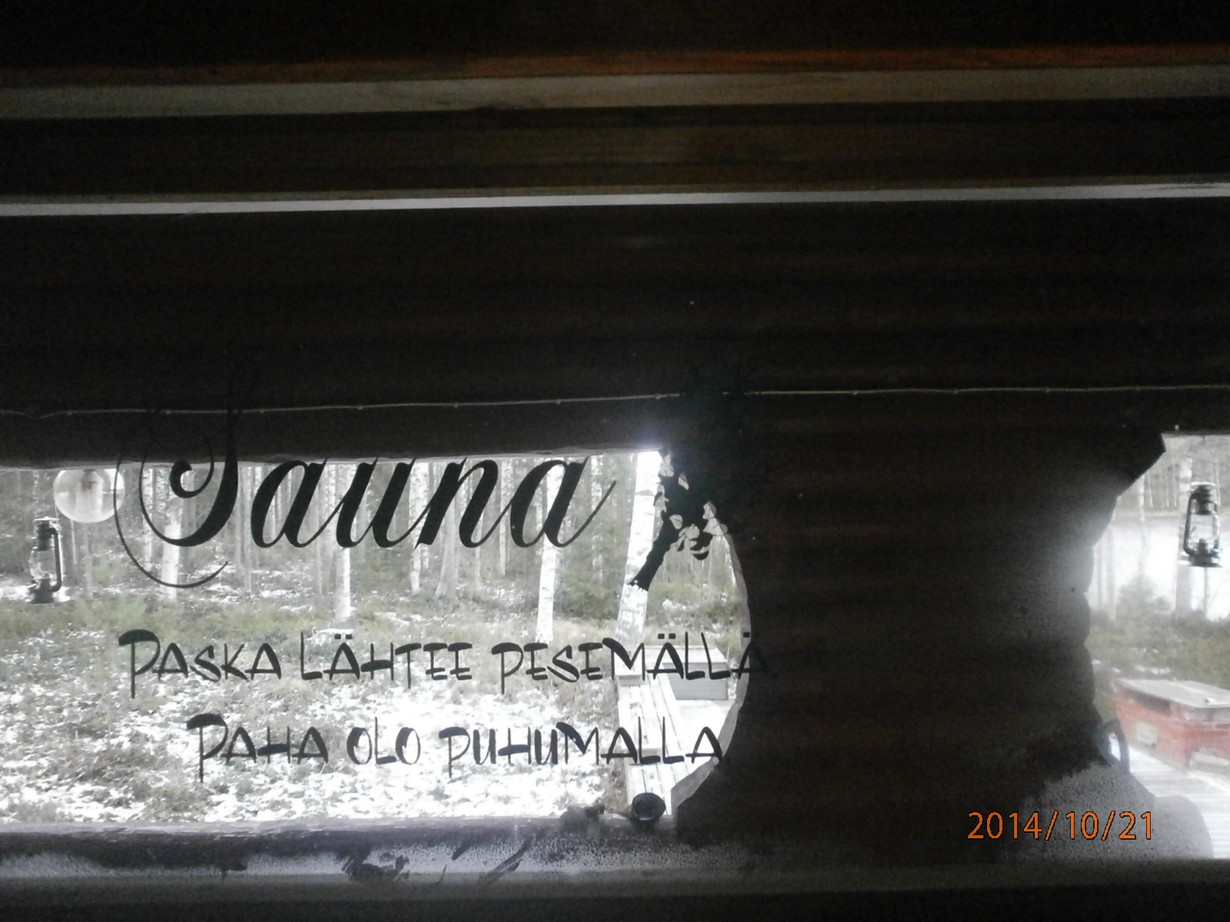 Sauna
PASKA LÄHTEE PESEMÄLLÄ
PAHA OLO PUHUMALLA
2014/10/21